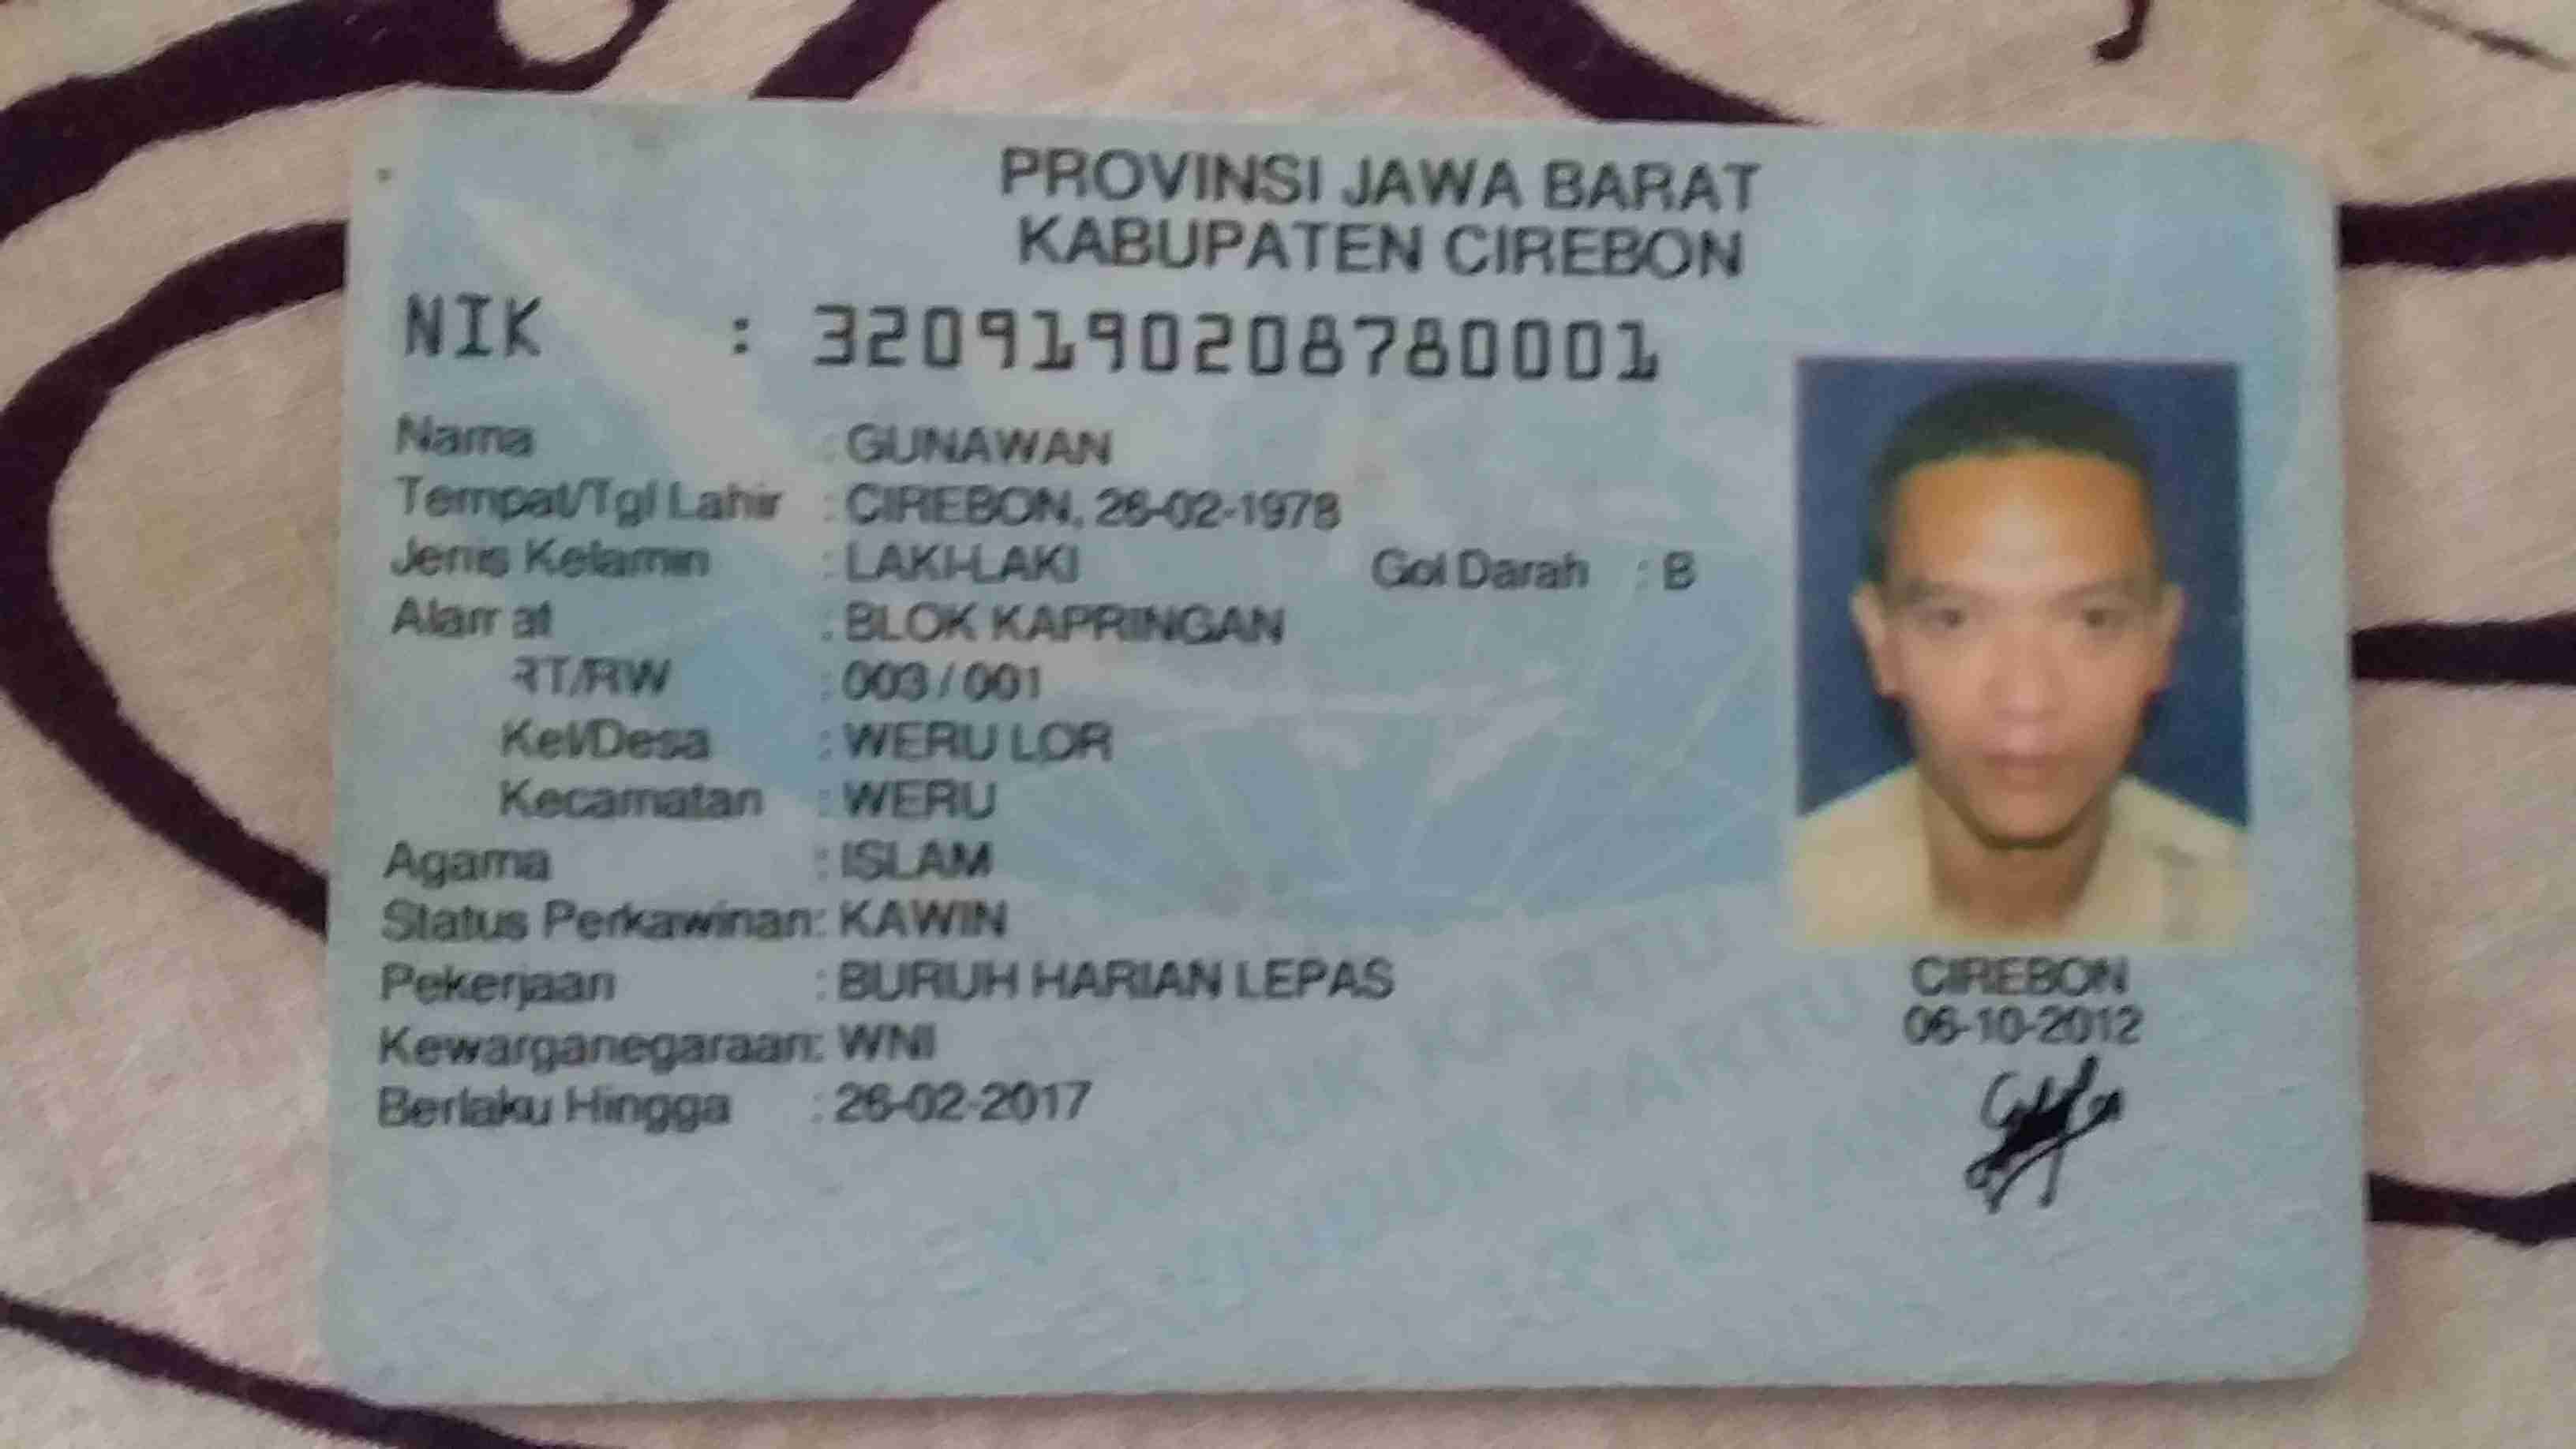 PROVINSI JAWA BARAT
KABUPATEN CIREBON
NIK : 3209190208780001
Nama : GUNAWAN
Tempat/Tgl Lahir : CIREBON, 26-02-1978
Jenis Kelamin : LAKI-LAKI Gol Darah : B
Alamat : BLOK KAPRINGAN
RT/RW : 003 / 001
Kel/Desa : WERU LOR
Kecamatan : WERU
Agama : ISLAM
Status Perkawinan: KAWIN
Pekerjaan : BURUH HARIAN LEPAS
Kewarganegaraan: WNI
Berlaku Hingga : 26-02-2017
CIREBON
06-10-2012